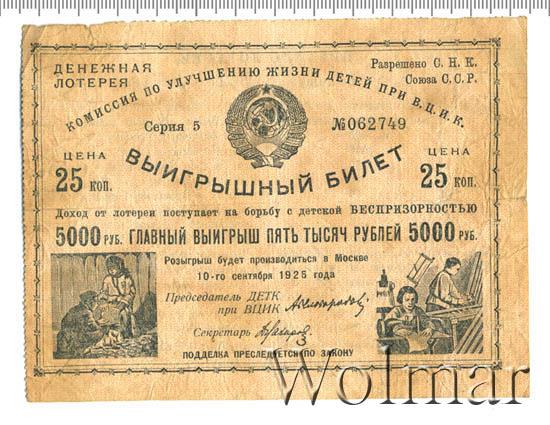 ДЕНЕЖНАЯ
ЛОТЕРЕЯ
Разрешено С. Н. К.
Союза С. С. Р.
КОМИССИЯ ПО УЛУЧШЕНИЮ ЖИЗНИ ДЕТЕЙ ПРИ В.Ц.И.К.
Серия 5
№062749
ВЫИГРЫШНЫЙ БИЛЕТ
ЦЕНА
25 КОП.
ЦЕНА
25 КОП.
Доход от лотереи поступает на борьбу с детской БЕСПРИЗОРНОСТЬЮ
5000 РУБ. ГЛАВНЫЙ ВЫИГРЫШ ПЯТЬ ТЫСЯЧ РУБЛЕЙ 5000 РУБ.
Розыгрыш будет производиться в Москве
10-го сентября 1926 года
Председатель ДЕТК
при ВЦИК
Секретарь
ПОДДЕЛКА ПРЕСЛЕДУЕТСЯ ПО ЗАКОНУ
Wolmar